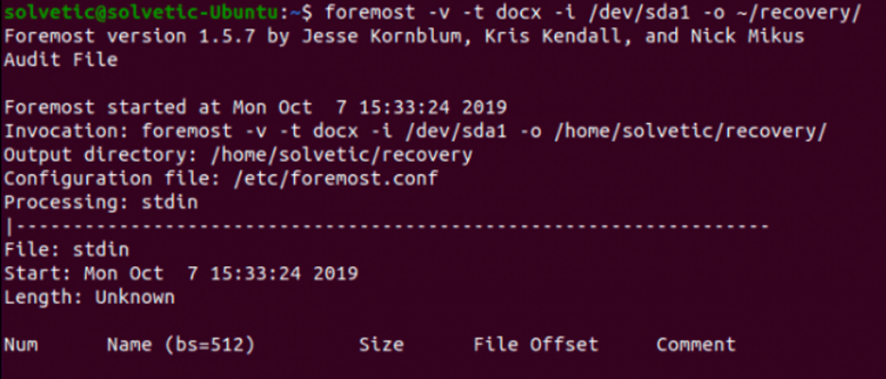 solvetic@solvetic-Ubuntu:~$ foremost -v -t docx -i /dev/sda1 -o ~/recovery/
Foremost version 1.5.7 by Jesse Kornblum, Kris Kendall, and Nick Mikus
Audit File

Foremost started at Mon Oct  7 15:33:24 2019
Invocation: foremost -v -t docx -i /dev/sda1 -o /home/solvetic/recovery/
Output directory: /home/solvetic/recovery
Configuration file: /etc/foremost.conf
Processing: stdin
|------------------------------------------------------------------
File: stdin
Start: Mon Oct  7 15:33:24 2019
Length: Unknown

Num      Name (bs=512)         Size      File Offset     Comment